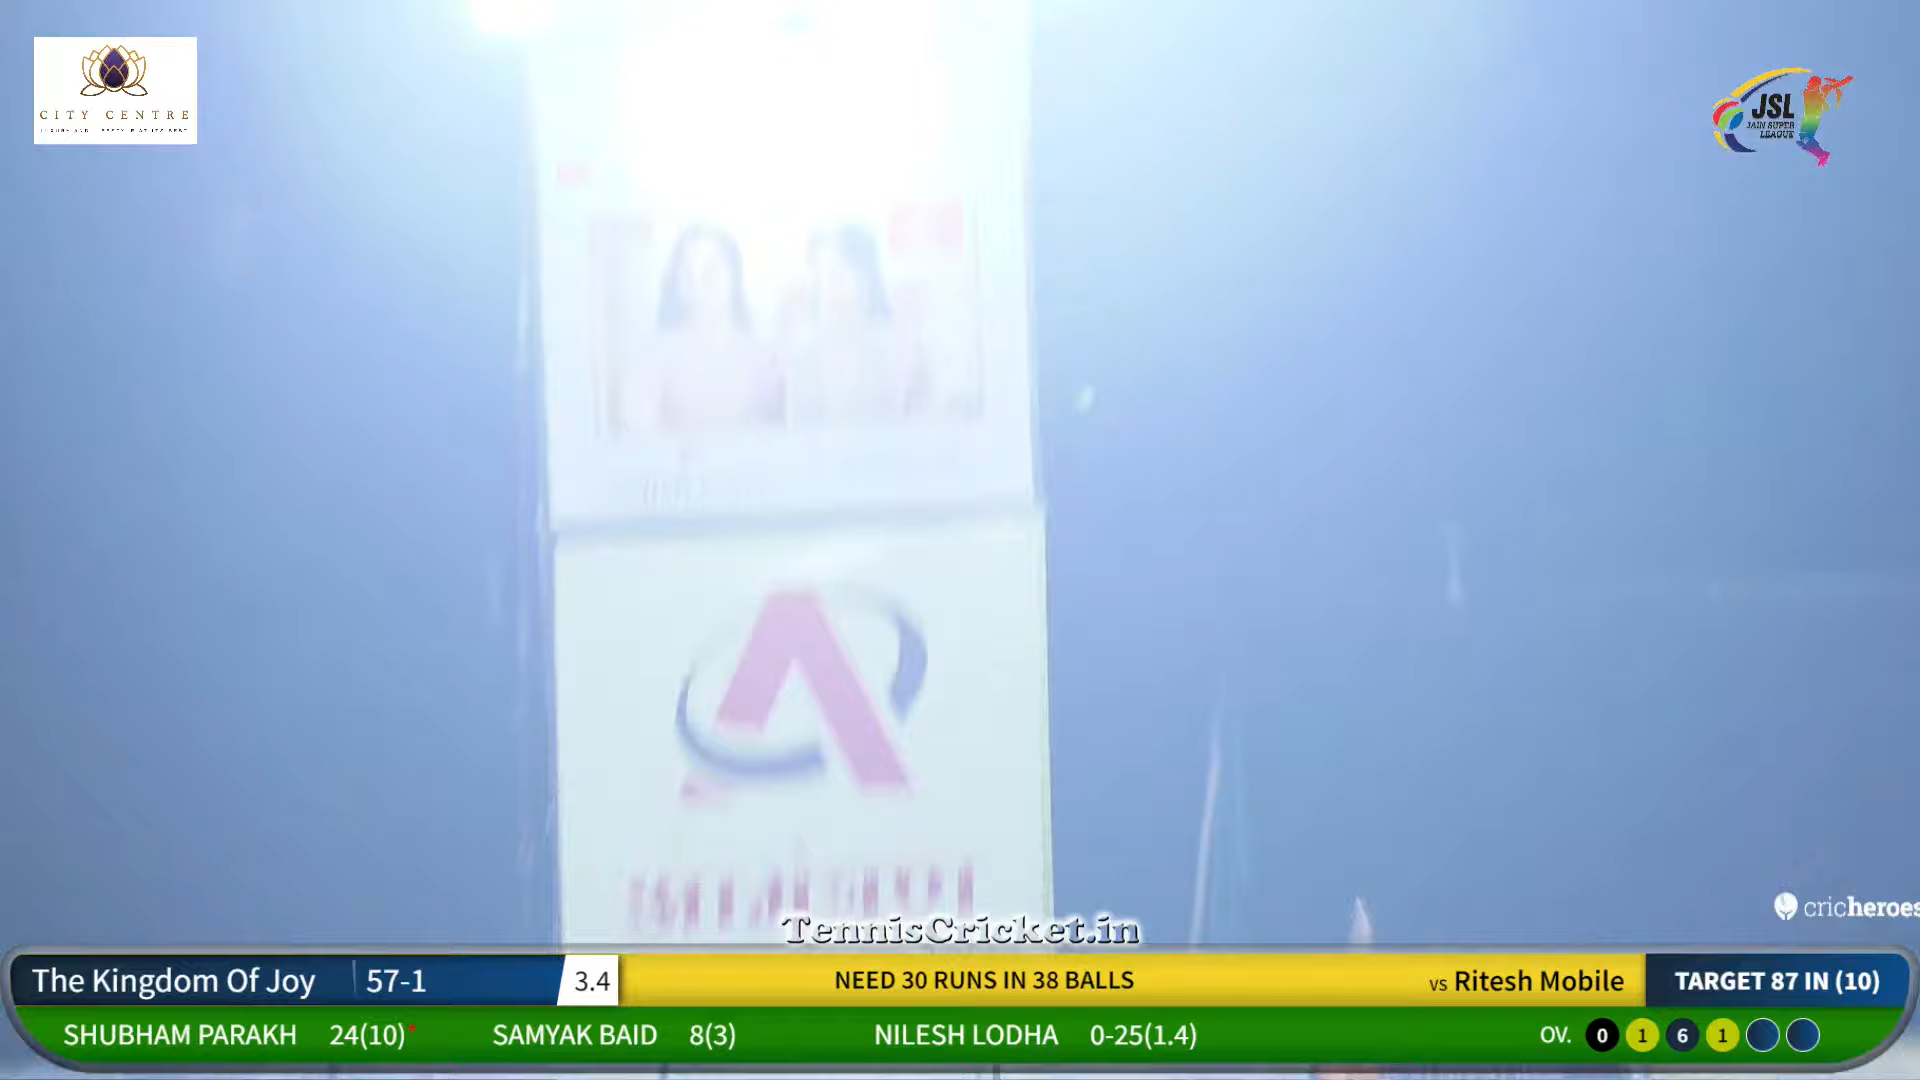 CITY CENTRE
JSL
JAIN SUPER
LEAGUE
cricheroes
TennisCricket.in
The Kingdom Of Joy 57-1 3.4 NEED 30 RUNS IN 38 BALLS vs Ritesh Mobile TARGET 87 IN (10)
SHUBHAM PARAKH 24(10)* SAMYAK BAID 8(3) NILESH LODHA 0-25(1.4) OV. 0 1 6 1